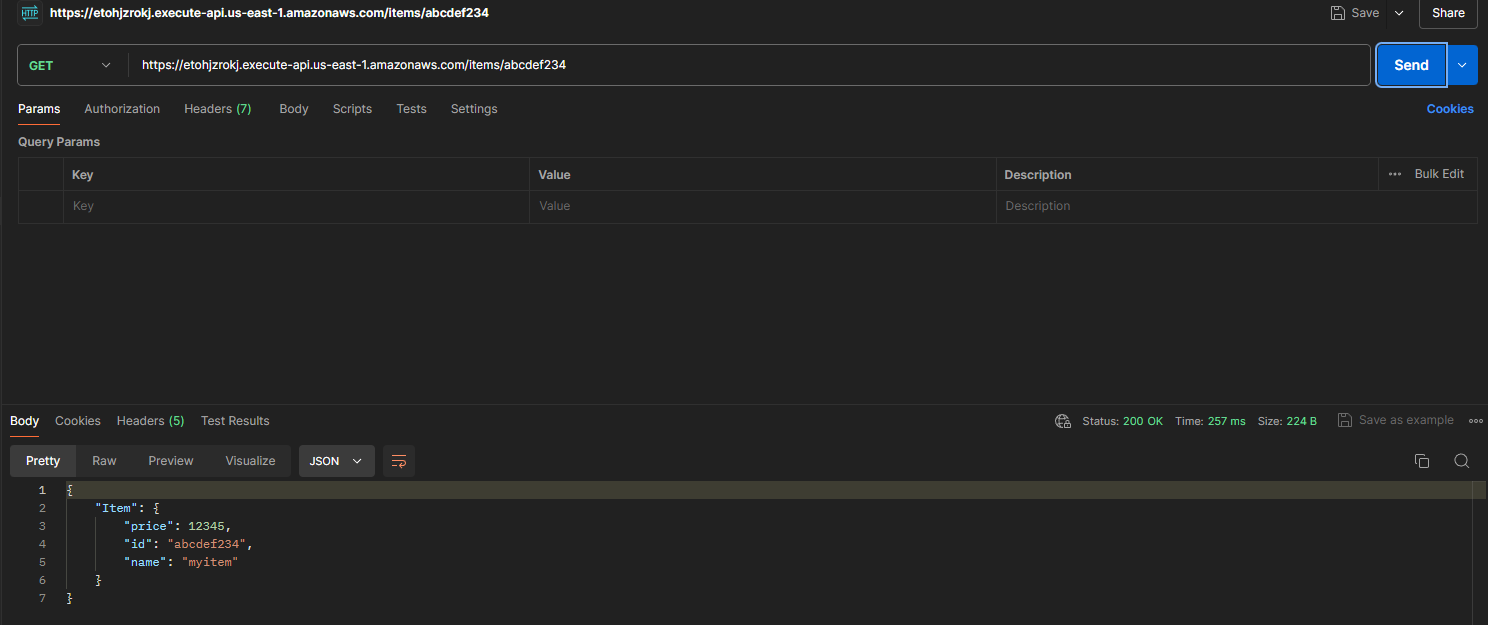 HTTP https://etohjzrokj.execute-api.us-east-1.amazonaws.com/items/abcdef234 Save Share
GET https://etohjzrokj.execute-api.us-east-1.amazonaws.com/items/abcdef234 Send
Params Authorization Headers (7) Body Scripts Tests Settings Cookies
Query Params
Key Value Description Bulk Edit
Key Value Description
Body Cookies Headers (5) Test Results Status: 200 OK Time: 257 ms Size: 224 B Save as example
Pretty Raw Preview Visualize JSON
1 {
2 "Item": {
3 "price": 12345,
4 "id": "abcdef234",
5 "name": "myitem"
6 }
7 }